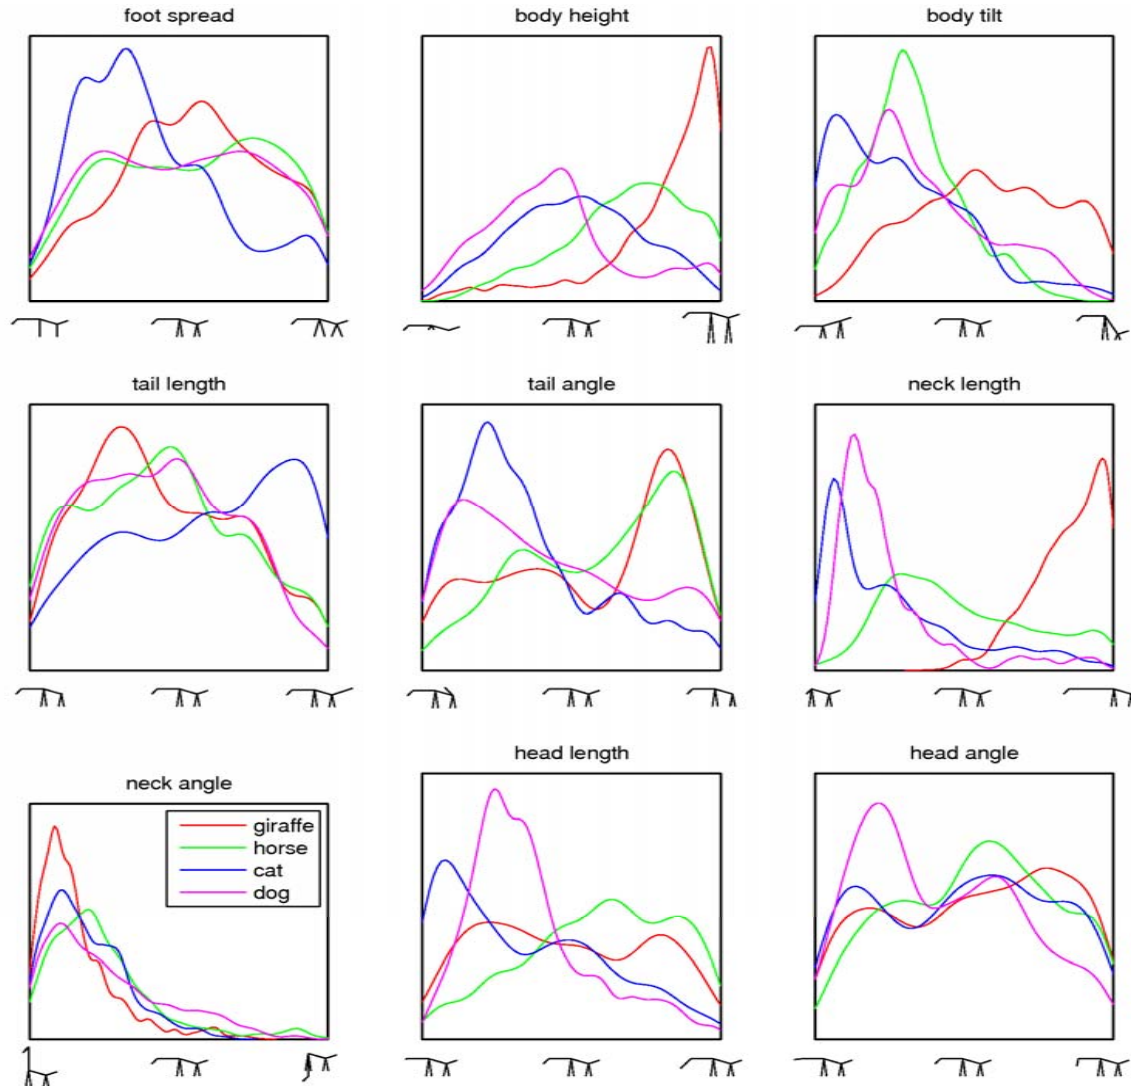 foot spread
body height
body tilt
tail length
tail angle
neck length
neck angle
head length
head angle
giraffe
horse
cat
dog